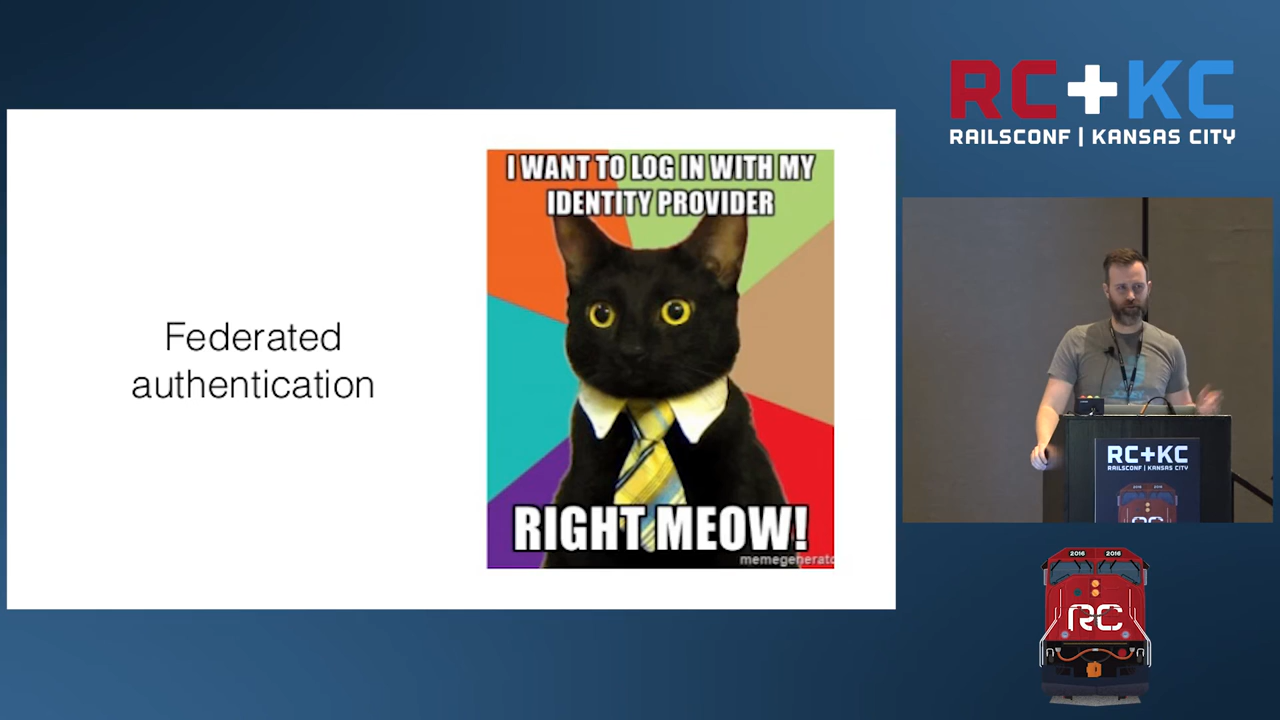 Federated
authentication
I WANT TO LOG IN WITH MY
IDENTITY PROVIDER
RIGHT MEOW!
RC+KC
RAILSCONF | KANSAS CITY
RC+KC
RAILSCONF | KANSAS CITY
2016 2016
RC